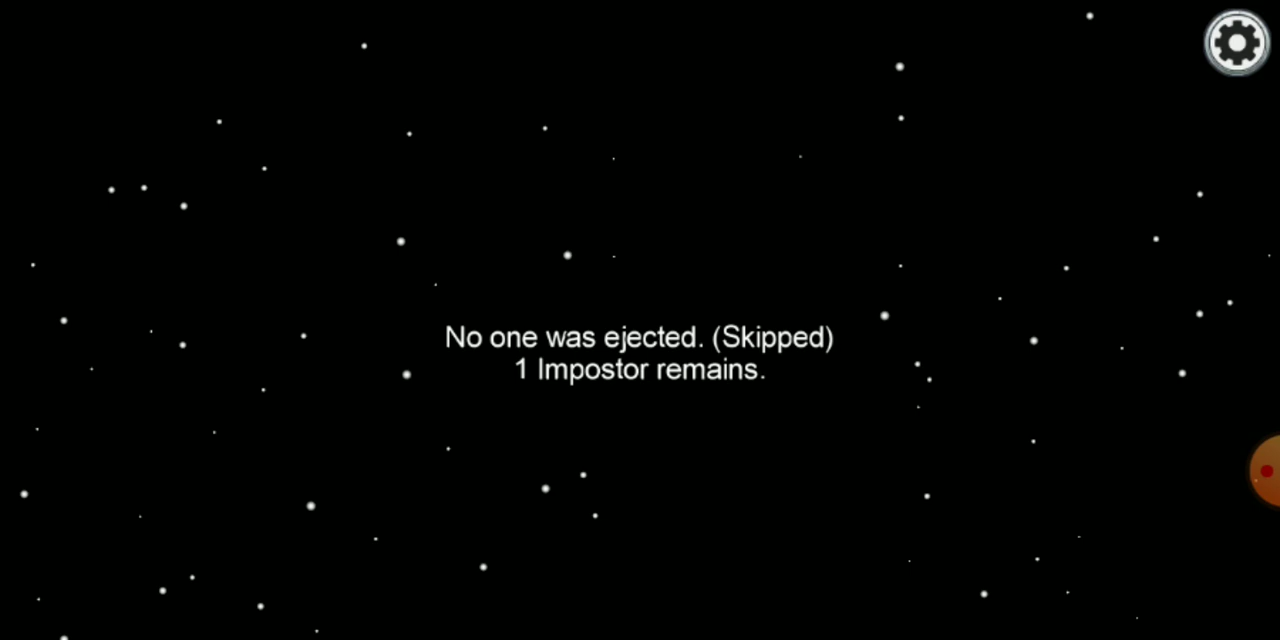 No one was ejected. (Skipped)
1 Impostor remains.